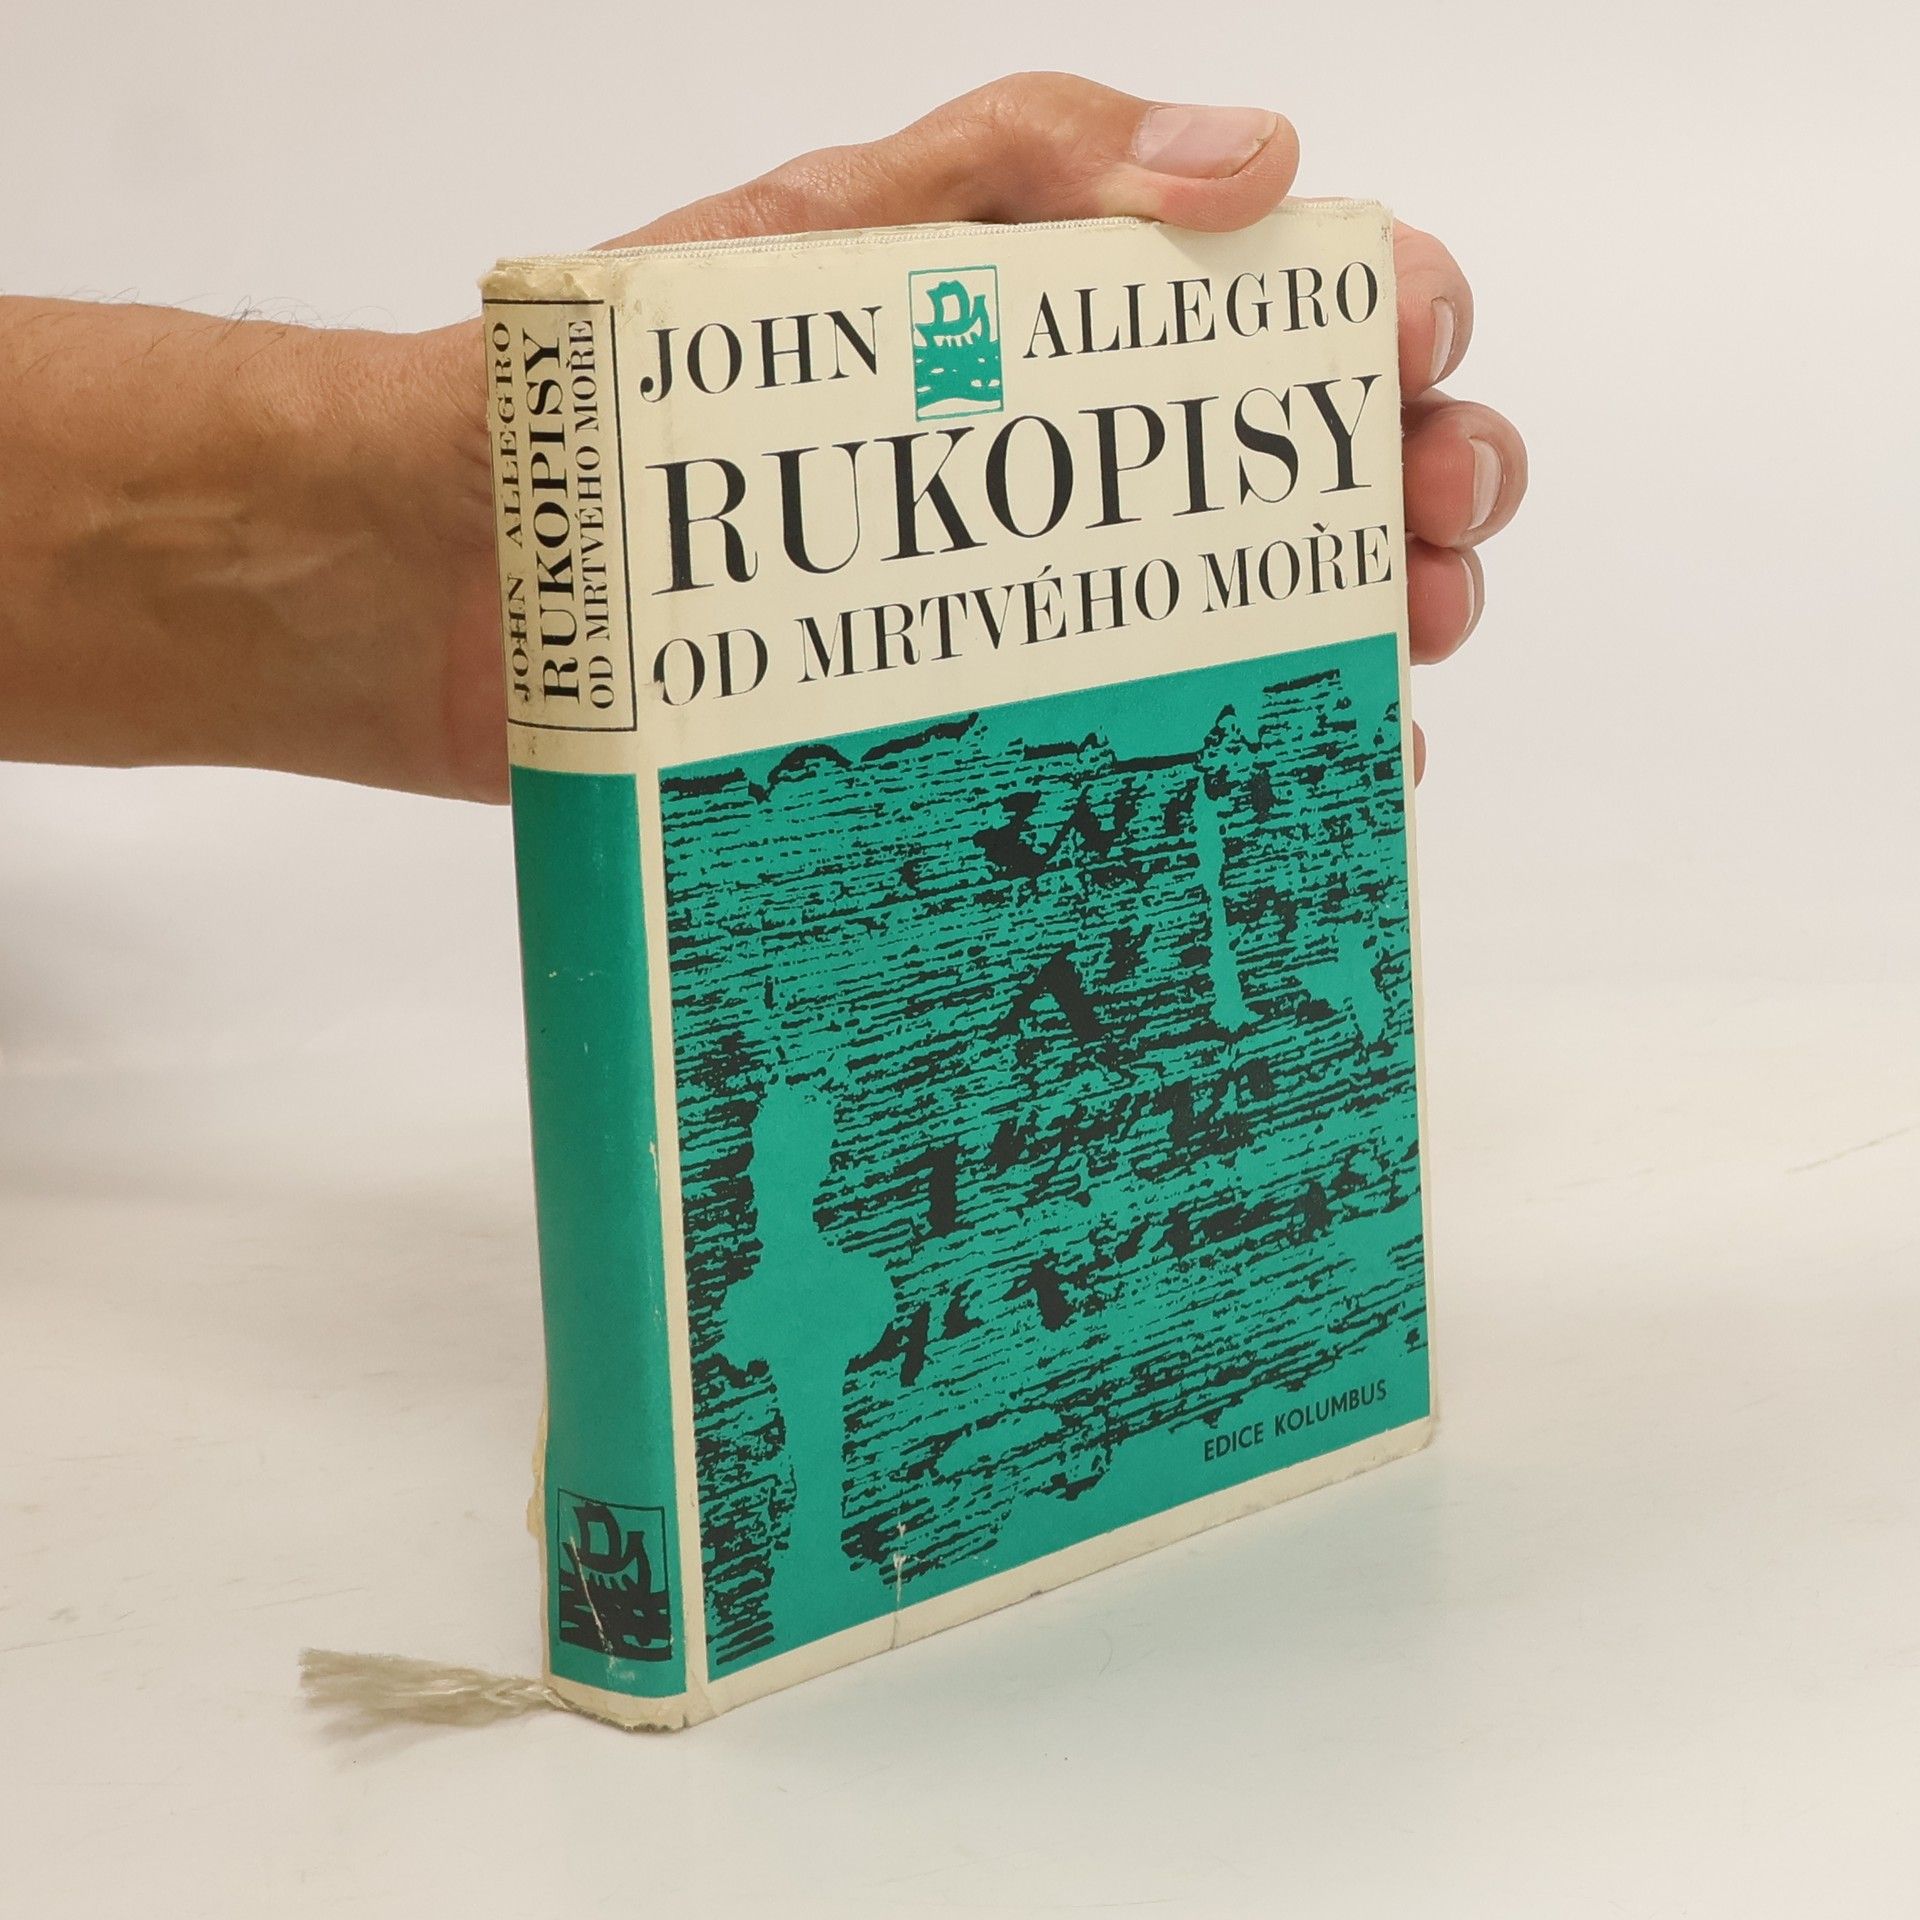 JOHN ALLEGRO
RUKOPISY
OD MRTVÉHO MOŘE
JOHN ALLEGRO
RUKOPISY
OD MRTVÉHO MOŘE
EDICE KOLUMBUS